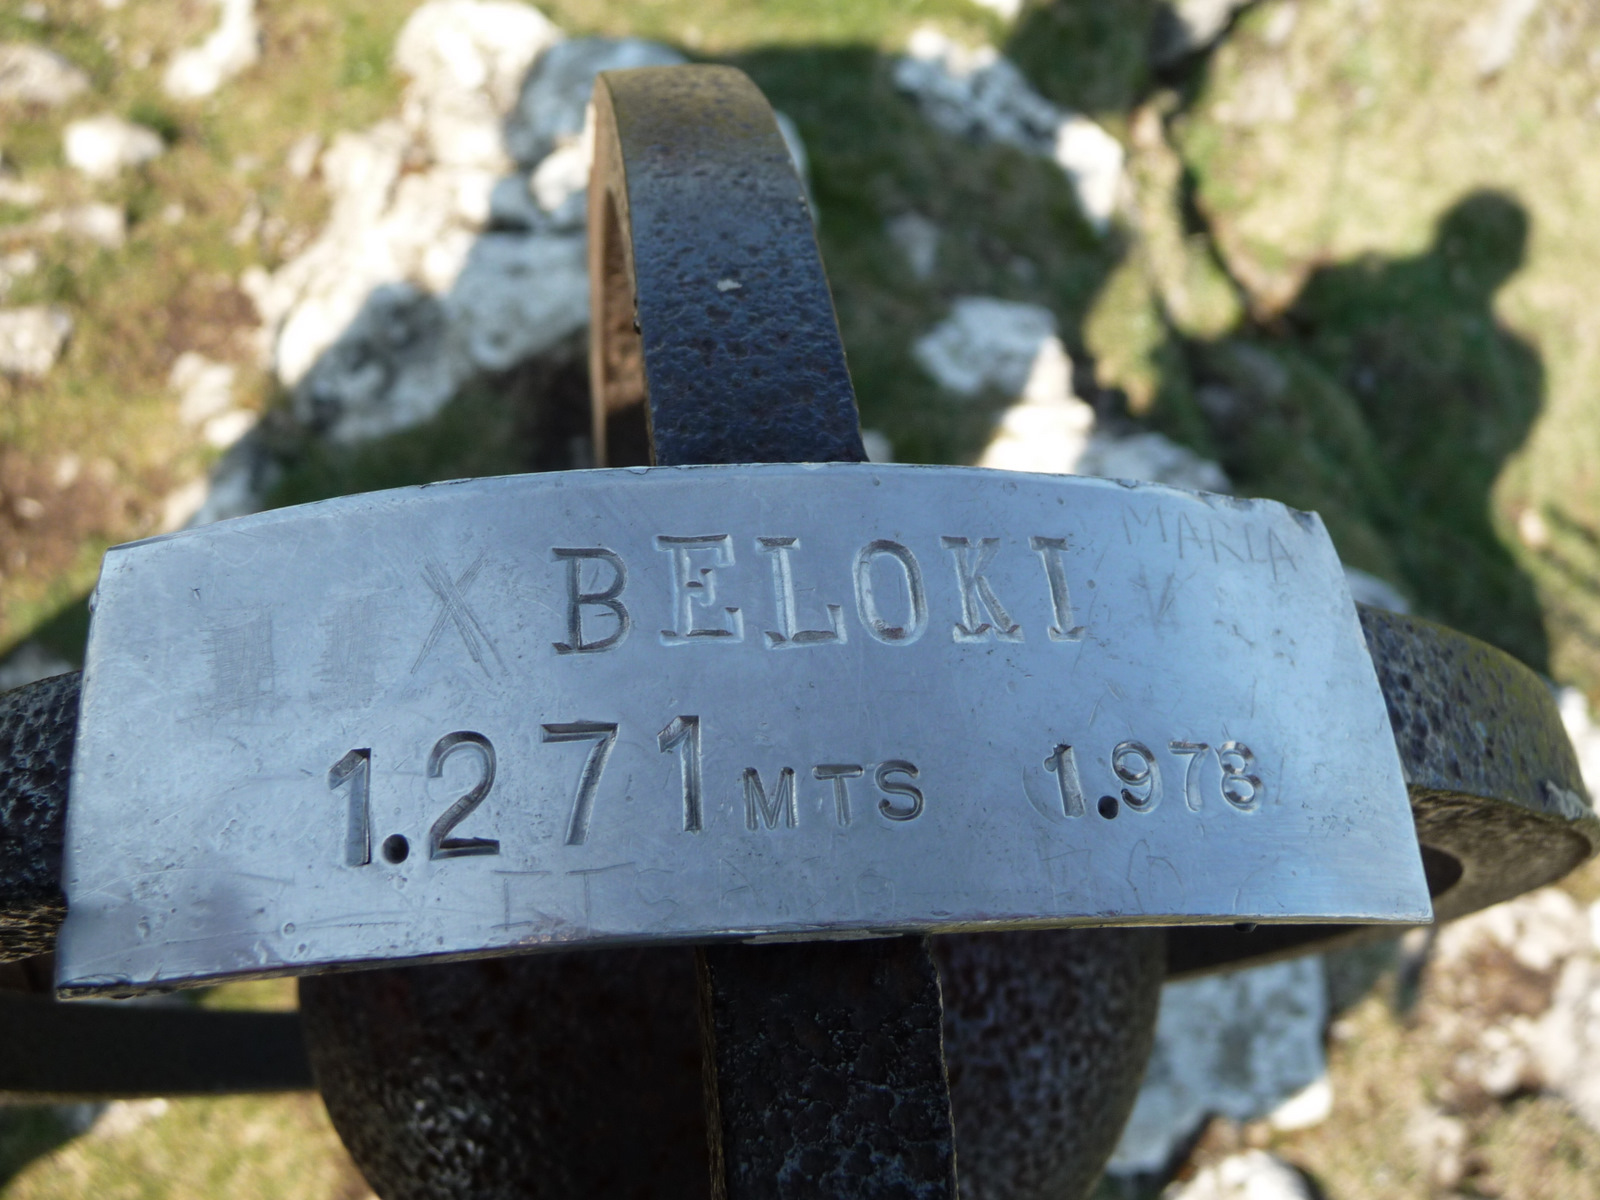 X BELOKI MARIA
1.271 MTS 1.978